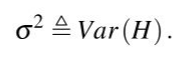 σ² ≜ Var(H).